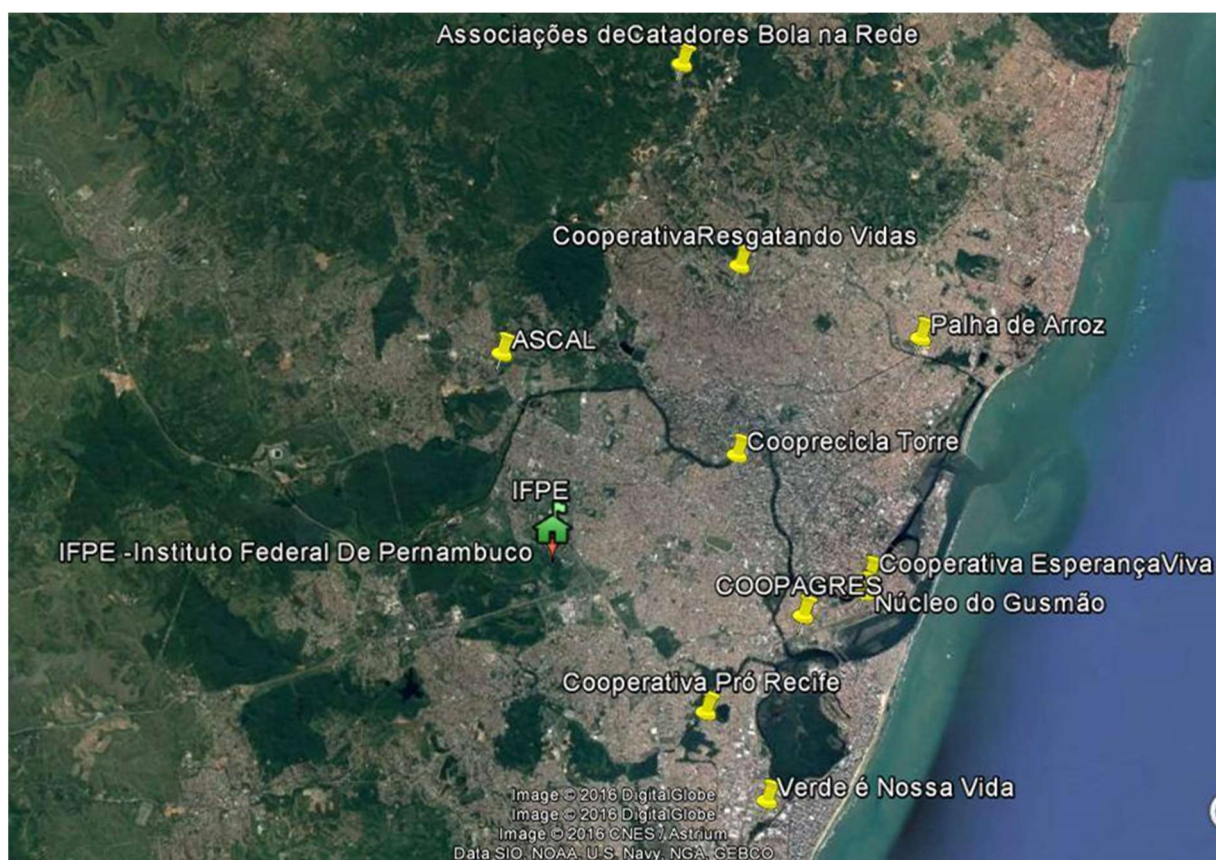 Associações deCatadores Bola na Rede
CooperativaResgatando Vidas
Palha de Arroz
ASCAL
Cooprecicla Torre
IFPE
IFPE -Instituto Federal De Pernambuco
Cooperativa EsperançaViva
COOPAGRES
Núcleo do Gusmão
Cooperativa Pró Recife
Verde é Nossa Vida
Image © 2016 DigitalGlobe
Image © 2016 DigitalGlobe
Image © 2016 CNES / Astrium
Data SIO, NOAA, U.S. Navy, NGA, GEBCO